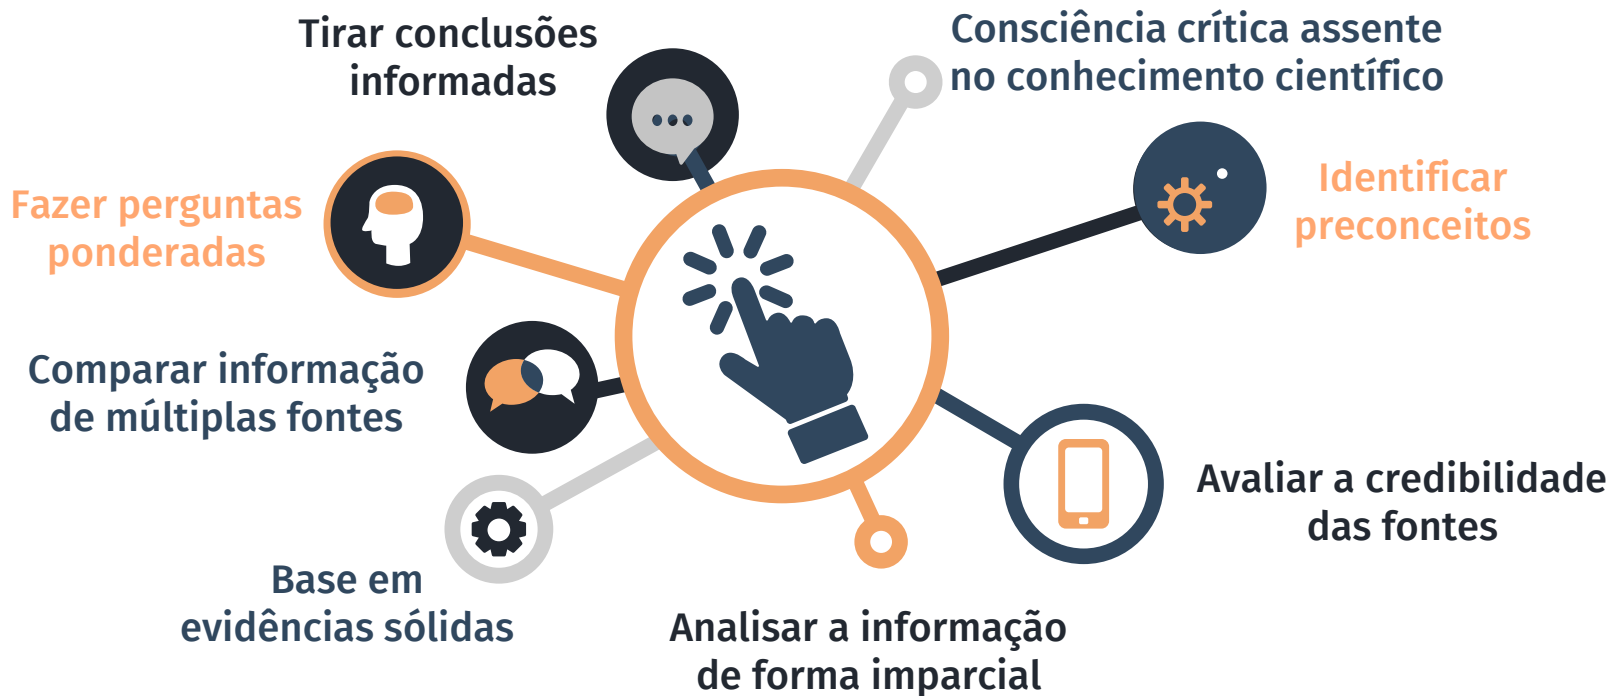 Tirar conclusões
informadas
Consciência crítica assente
no conhecimento científico
Fazer perguntas
ponderadas
Identificar
preconceitos
Comparar informação
de múltiplas fontes
Avaliar a credibilidade
das fontes
Base em
evidências sólidas
Analisar a informação
de forma imparcial